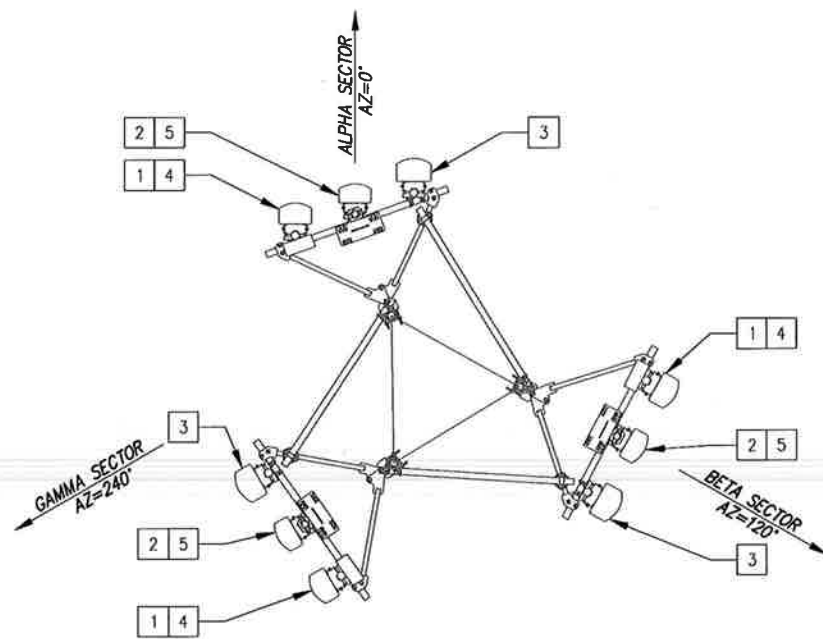 ALPHA SECTOR
AZ=0°
2 5
3
1 4
1 4
3
2 5
GAMMA SECTOR
AZ=240°
BETA SECTOR
AZ=120°
2 5
3
1 4